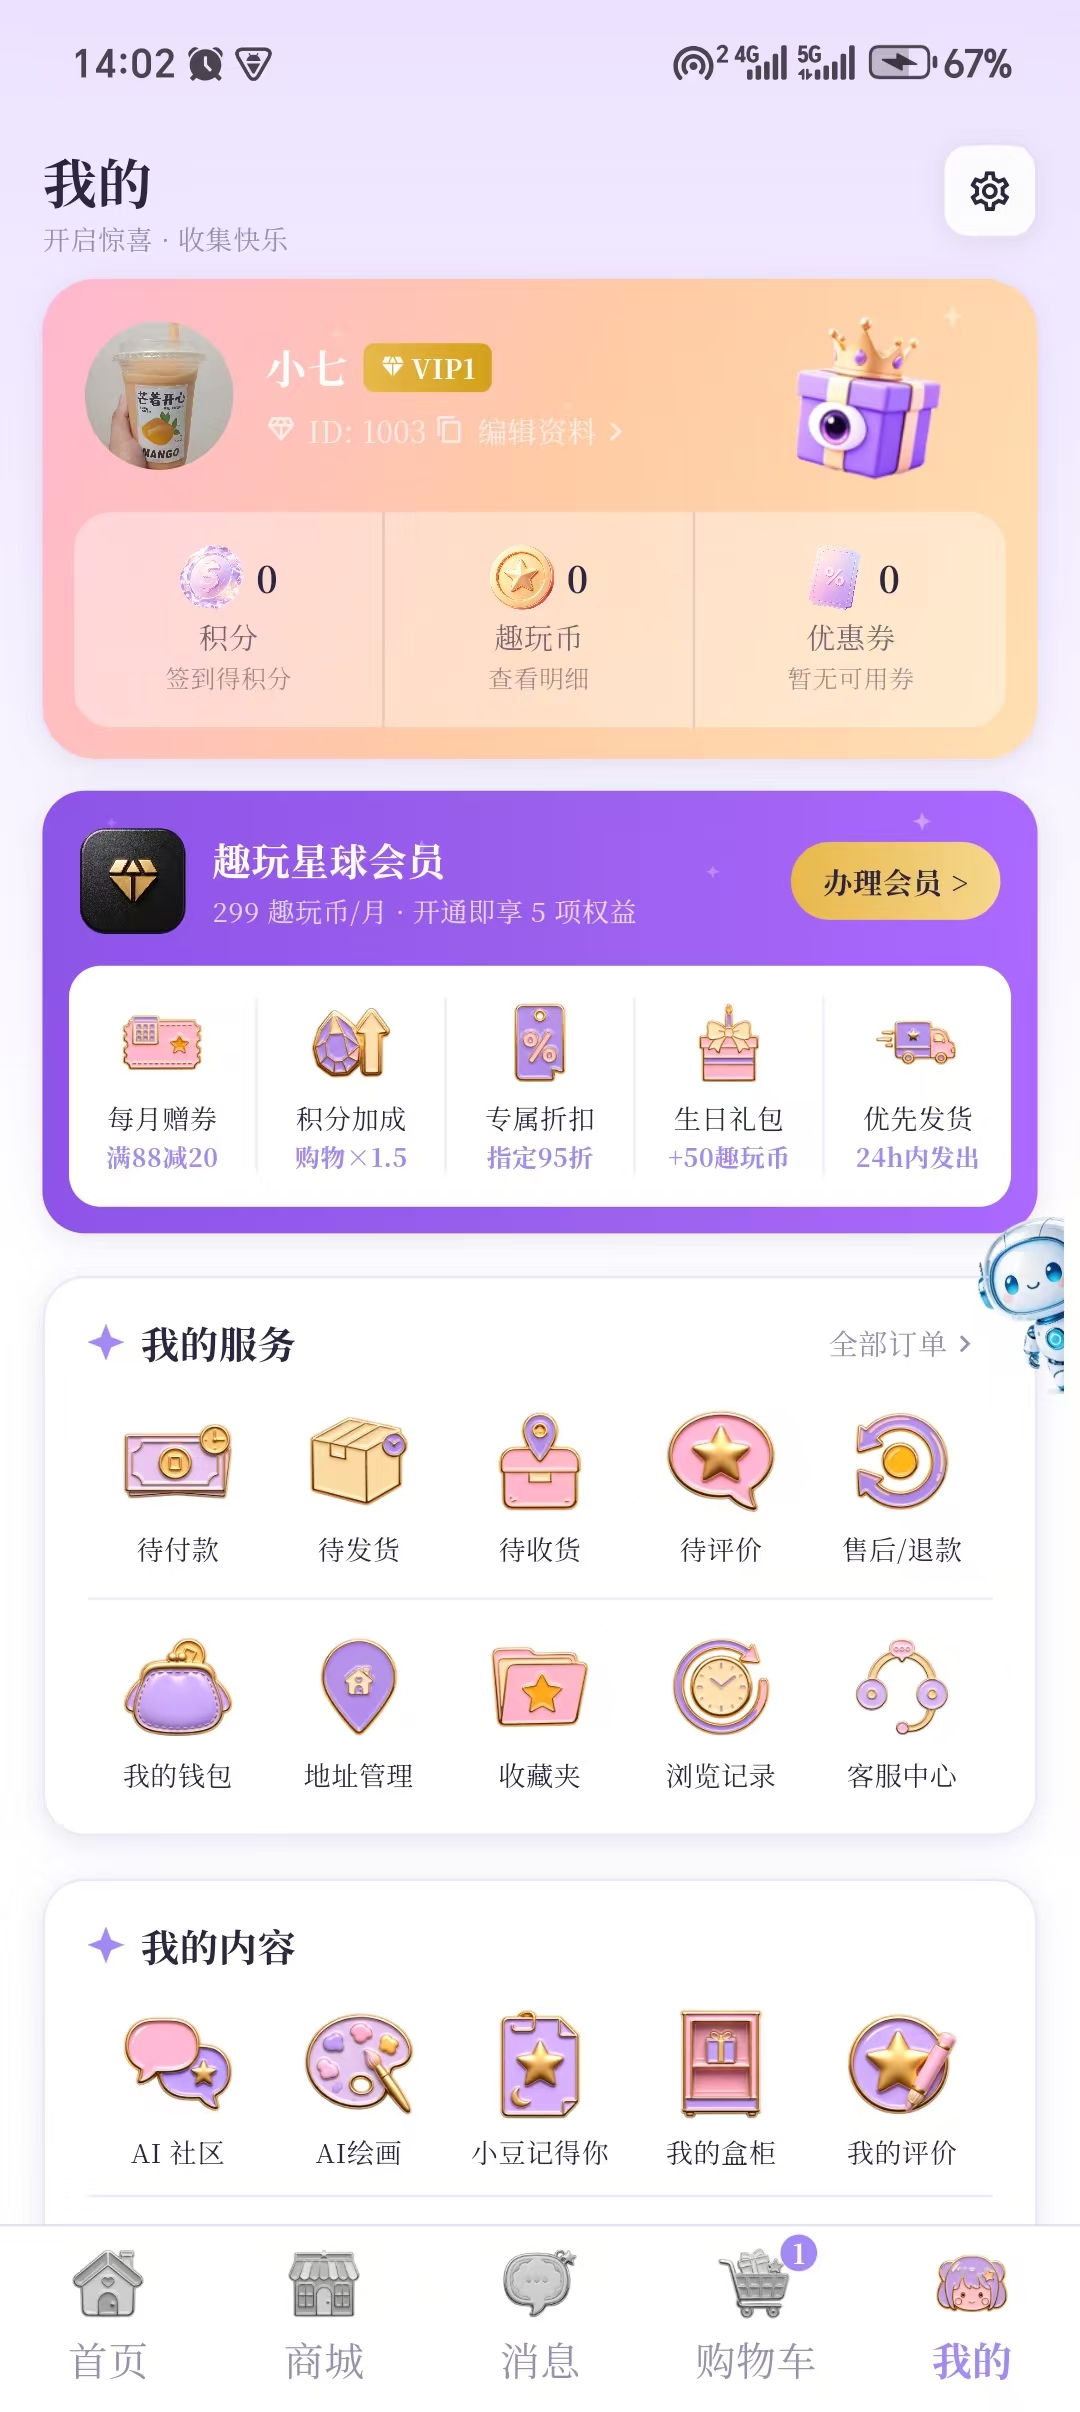 14:02
2 4G 5G 67%
我的
开启惊喜 · 收集快乐
小七 VIP1
ID: 1003 编辑资料 >
芒着开心
MANGO
0 0 0
积分 趣玩币 优惠券
签到得积分 查看明细 暂无可用券
趣玩星球会员
299 趣玩币/月 · 开通即享 5 项权益
办理会员 >
每月赠券 积分加成 专属折扣 生日礼包 优先发货
满88减20 购物×1.5 指定95折 +50趣玩币 24h内发出
我的服务 全部订单 >
待付款 待发货 待收货 待评价 售后/退款
我的钱包 地址管理 收藏夹 浏览记录 客服中心
我的内容
AI 社区 AI绘画 小豆记得你 我的盒柜 我的评价
1
首页 商城 消息 购物车 我的